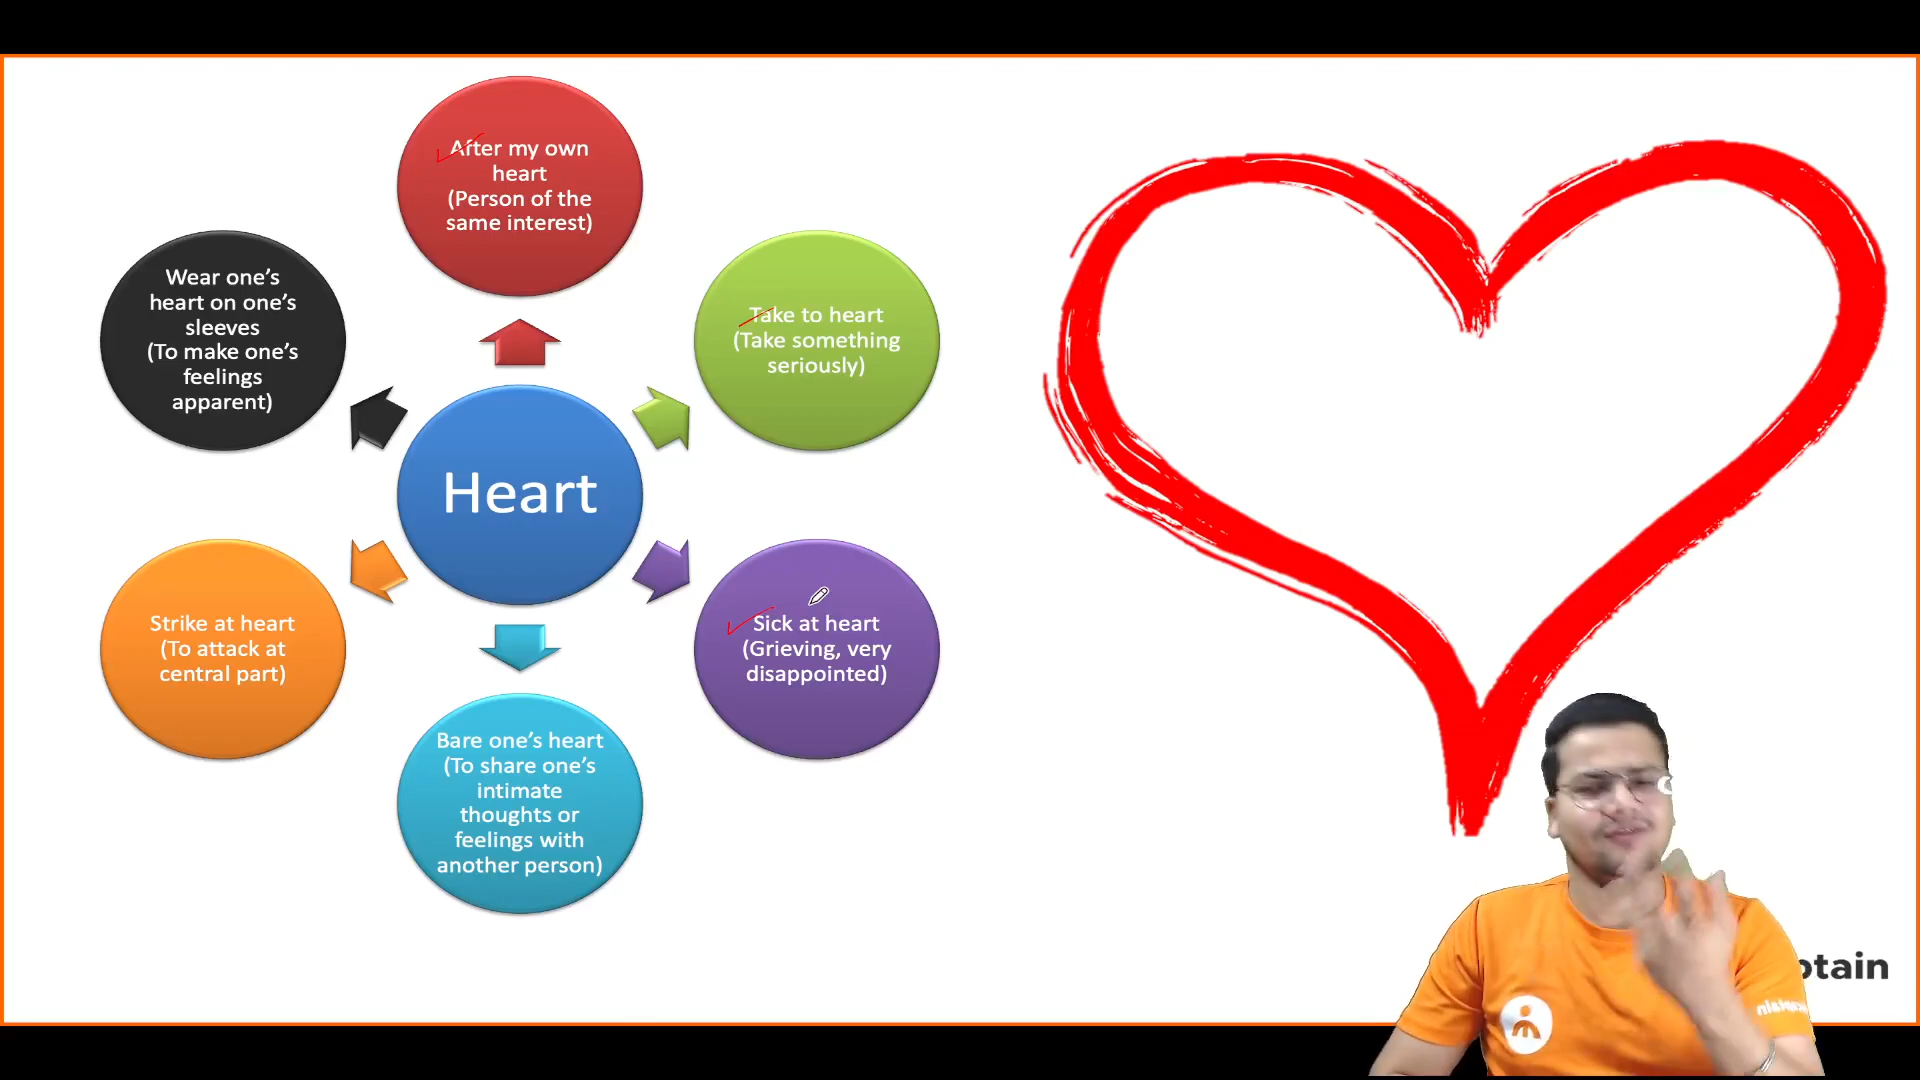 After my own
heart
(Person of the
same interest)
Take to heart
(Take something
seriously)
Sick at heart
(Grieving, very
disappointed)
Bare one’s heart
(To share one’s
intimate
thoughts or
feelings with
another person)
Strike at heart
(To attack at
central part)
Wear one’s
heart on one’s
sleeves
(To make one’s
feelings
apparent)
Heart